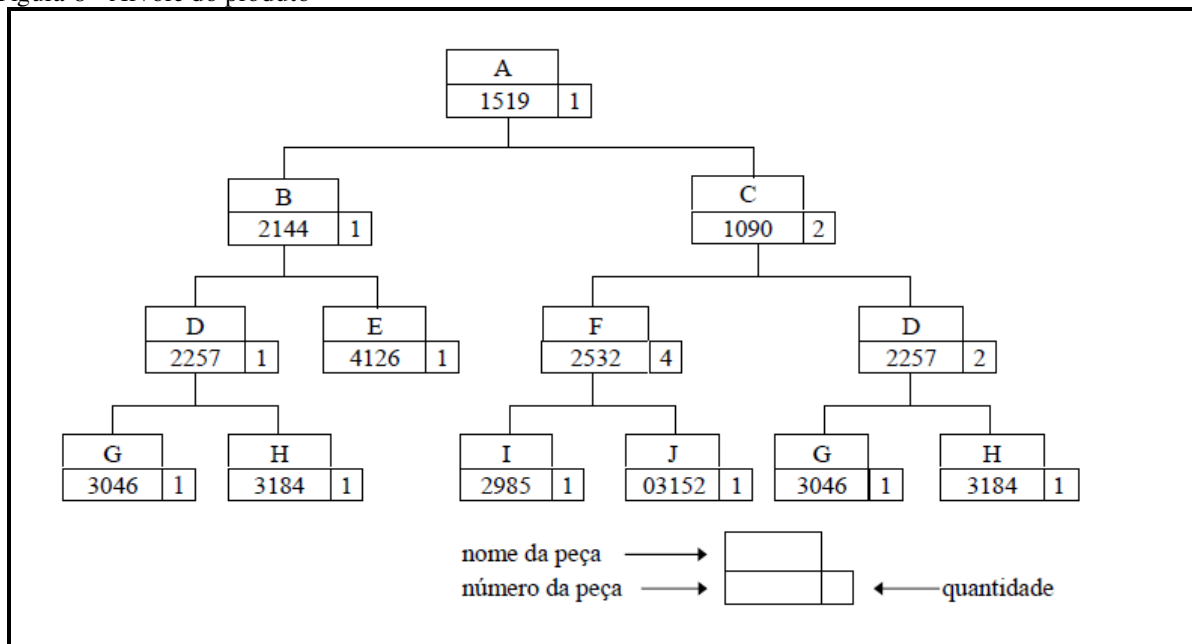 A
1519 1
B C
2144 1 1090 2
D E F D
2257 1 4126 1 2532 4 2257 2
G H I J G H
3046 1 3184 1 2985 1 03152 1 3046 1 3184 1
nome da peça
número da peça quantidade